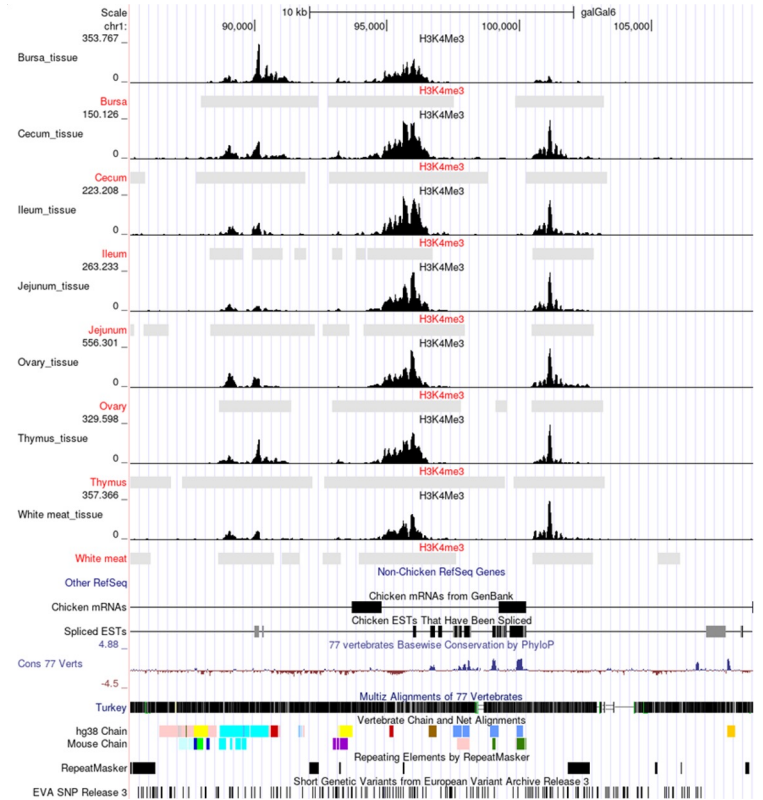 Scale 10 kb galGal6
chr1: 90,000 95,000 100,000 105,000
353.767 _ H3K4Me3
Bursa_tissue
0 _
H3K4me3
Bursa
150.126 _ H3K4Me3
Cecum_tissue
0 _
H3K4me3
Cecum
223.208 _ H3K4Me3
Ileum_tissue
0 _
H3K4me3
Ileum
263.233 _ H3K4Me3
Jejunum_tissue
0 _
H3K4me3
Jejunum
556.301 _ H3K4Me3
Ovary_tissue
0 _
H3K4me3
Ovary
329.598 _ H3K4Me3
Thymus_tissue
0 _
H3K4me3
Thymus
357.366 _ H3K4Me3
White meat_tissue
0 _
H3K4me3
White meat
Non-Chicken RefSeq Genes
Other RefSeq
Chicken mRNAs from GenBank
Chicken mRNAs
Chicken ESTs That Have Been Spliced
Spliced ESTs
4.88 _ 77 vertebrates Basewise Conservation by PhyloP
Cons 77 Verts
-4.5 _
Multiz Alignments of 77 Vertebrates
Turkey
Vertebrate Chain and Net Alignments
hg38 Chain
Mouse Chain
Repeating Elements by RepeatMasker
RepeatMasker
Short Genetic Variants from European Variant Archive Release 3
EVA SNP Release 3